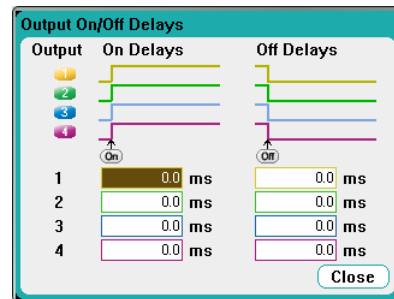 Output On/Off Delays
Output On Delays Off Delays
1
2
3
4
On Off
1 0.0 ms 0.0 ms
2 0.0 ms 0.0 ms
3 0.0 ms 0.0 ms
4 0.0 ms 0.0 ms
Close